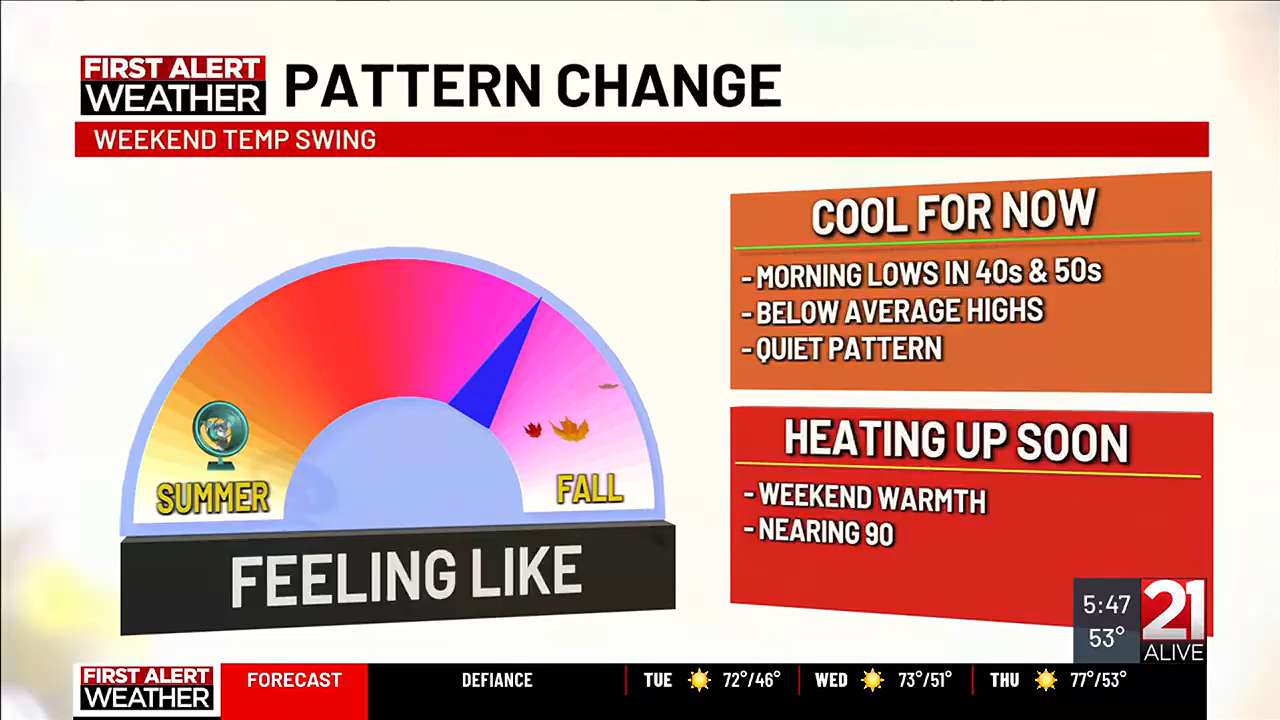 FIRST ALERT
WEATHER
PATTERN CHANGE
WEEKEND TEMP SWING
COOL FOR NOW
- MORNING LOWS IN 40s & 50s
- BELOW AVERAGE HIGHS
- QUIET PATTERN
HEATING UP SOON
- WEEKEND WARMTH
- NEARING 90
SUMMER
FALL
FEELING LIKE
5:47
53°
21
ALIVE
FIRST ALERT
WEATHER
FORECAST
DEFIANCE
TUE 72°/46°
WED 73°/51°
THU 77°/53°